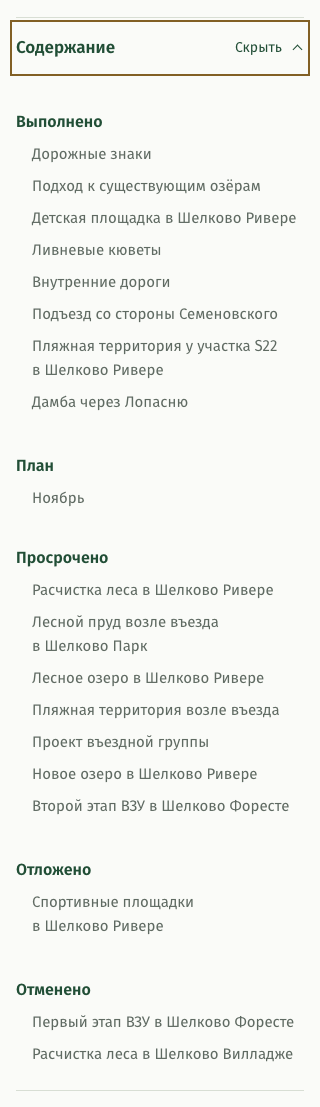 Содержание Скрыть
Выполнено
Дорожные знаки
Подход к существующим озёрам
Детская площадка в Шелково Ривере
Ливневые кюветы
Внутренние дороги
Подъезд со стороны Семеновского
Пляжная территория у участка S22
в Шелково Ривере
Дамба через Лопасню
План
Ноябрь
Просрочено
Расчистка леса в Шелково Ривере
Лесной пруд возле въезда
в Шелково Парк
Лесное озеро в Шелково Ривере
Пляжная территория возле въезда
Проект въездной группы
Новое озеро в Шелково Ривере
Второй этап ВЗУ в Шелково Форесте
Отложено
Спортивные площадки
в Шелково Ривере
Отменено
Первый этап ВЗУ в Шелково Форесте
Расчистка леса в Шелково Вилладже